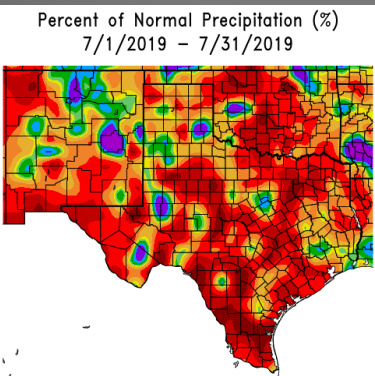 Percent of Normal Precipitation (%)
7/1/2019 – 7/31/2019